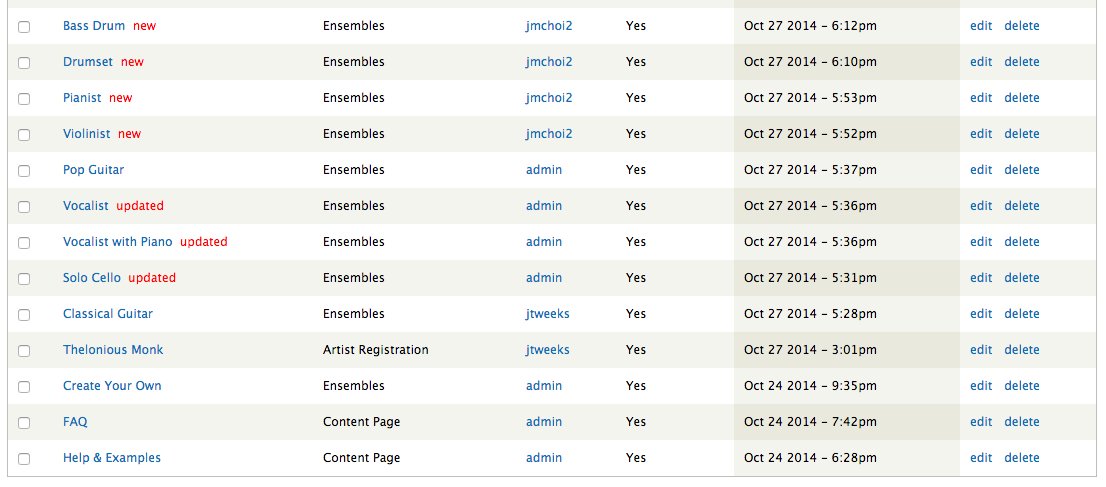 Bass Drum new Ensembles jmchoi2 Yes Oct 27 2014 - 6:12pm edit delete
Drumset new Ensembles jmchoi2 Yes Oct 27 2014 - 6:10pm edit delete
Pianist new Ensembles jmchoi2 Yes Oct 27 2014 - 5:53pm edit delete
Violinist new Ensembles jmchoi2 Yes Oct 27 2014 - 5:52pm edit delete
Pop Guitar Ensembles admin Yes Oct 27 2014 - 5:37pm edit delete
Vocalist updated Ensembles admin Yes Oct 27 2014 - 5:36pm edit delete
Vocalist with Piano updated Ensembles admin Yes Oct 27 2014 - 5:36pm edit delete
Solo Cello updated Ensembles admin Yes Oct 27 2014 - 5:31pm edit delete
Classical Guitar Ensembles jtweeks Yes Oct 27 2014 - 5:28pm edit delete
Thelonious Monk Artist Registration jtweeks Yes Oct 27 2014 - 3:01pm edit delete
Create Your Own Ensembles admin Yes Oct 24 2014 - 9:35pm edit delete
FAQ Content Page admin Yes Oct 24 2014 - 7:42pm edit delete
Help & Examples Content Page admin Yes Oct 24 2014 - 6:28pm edit delete